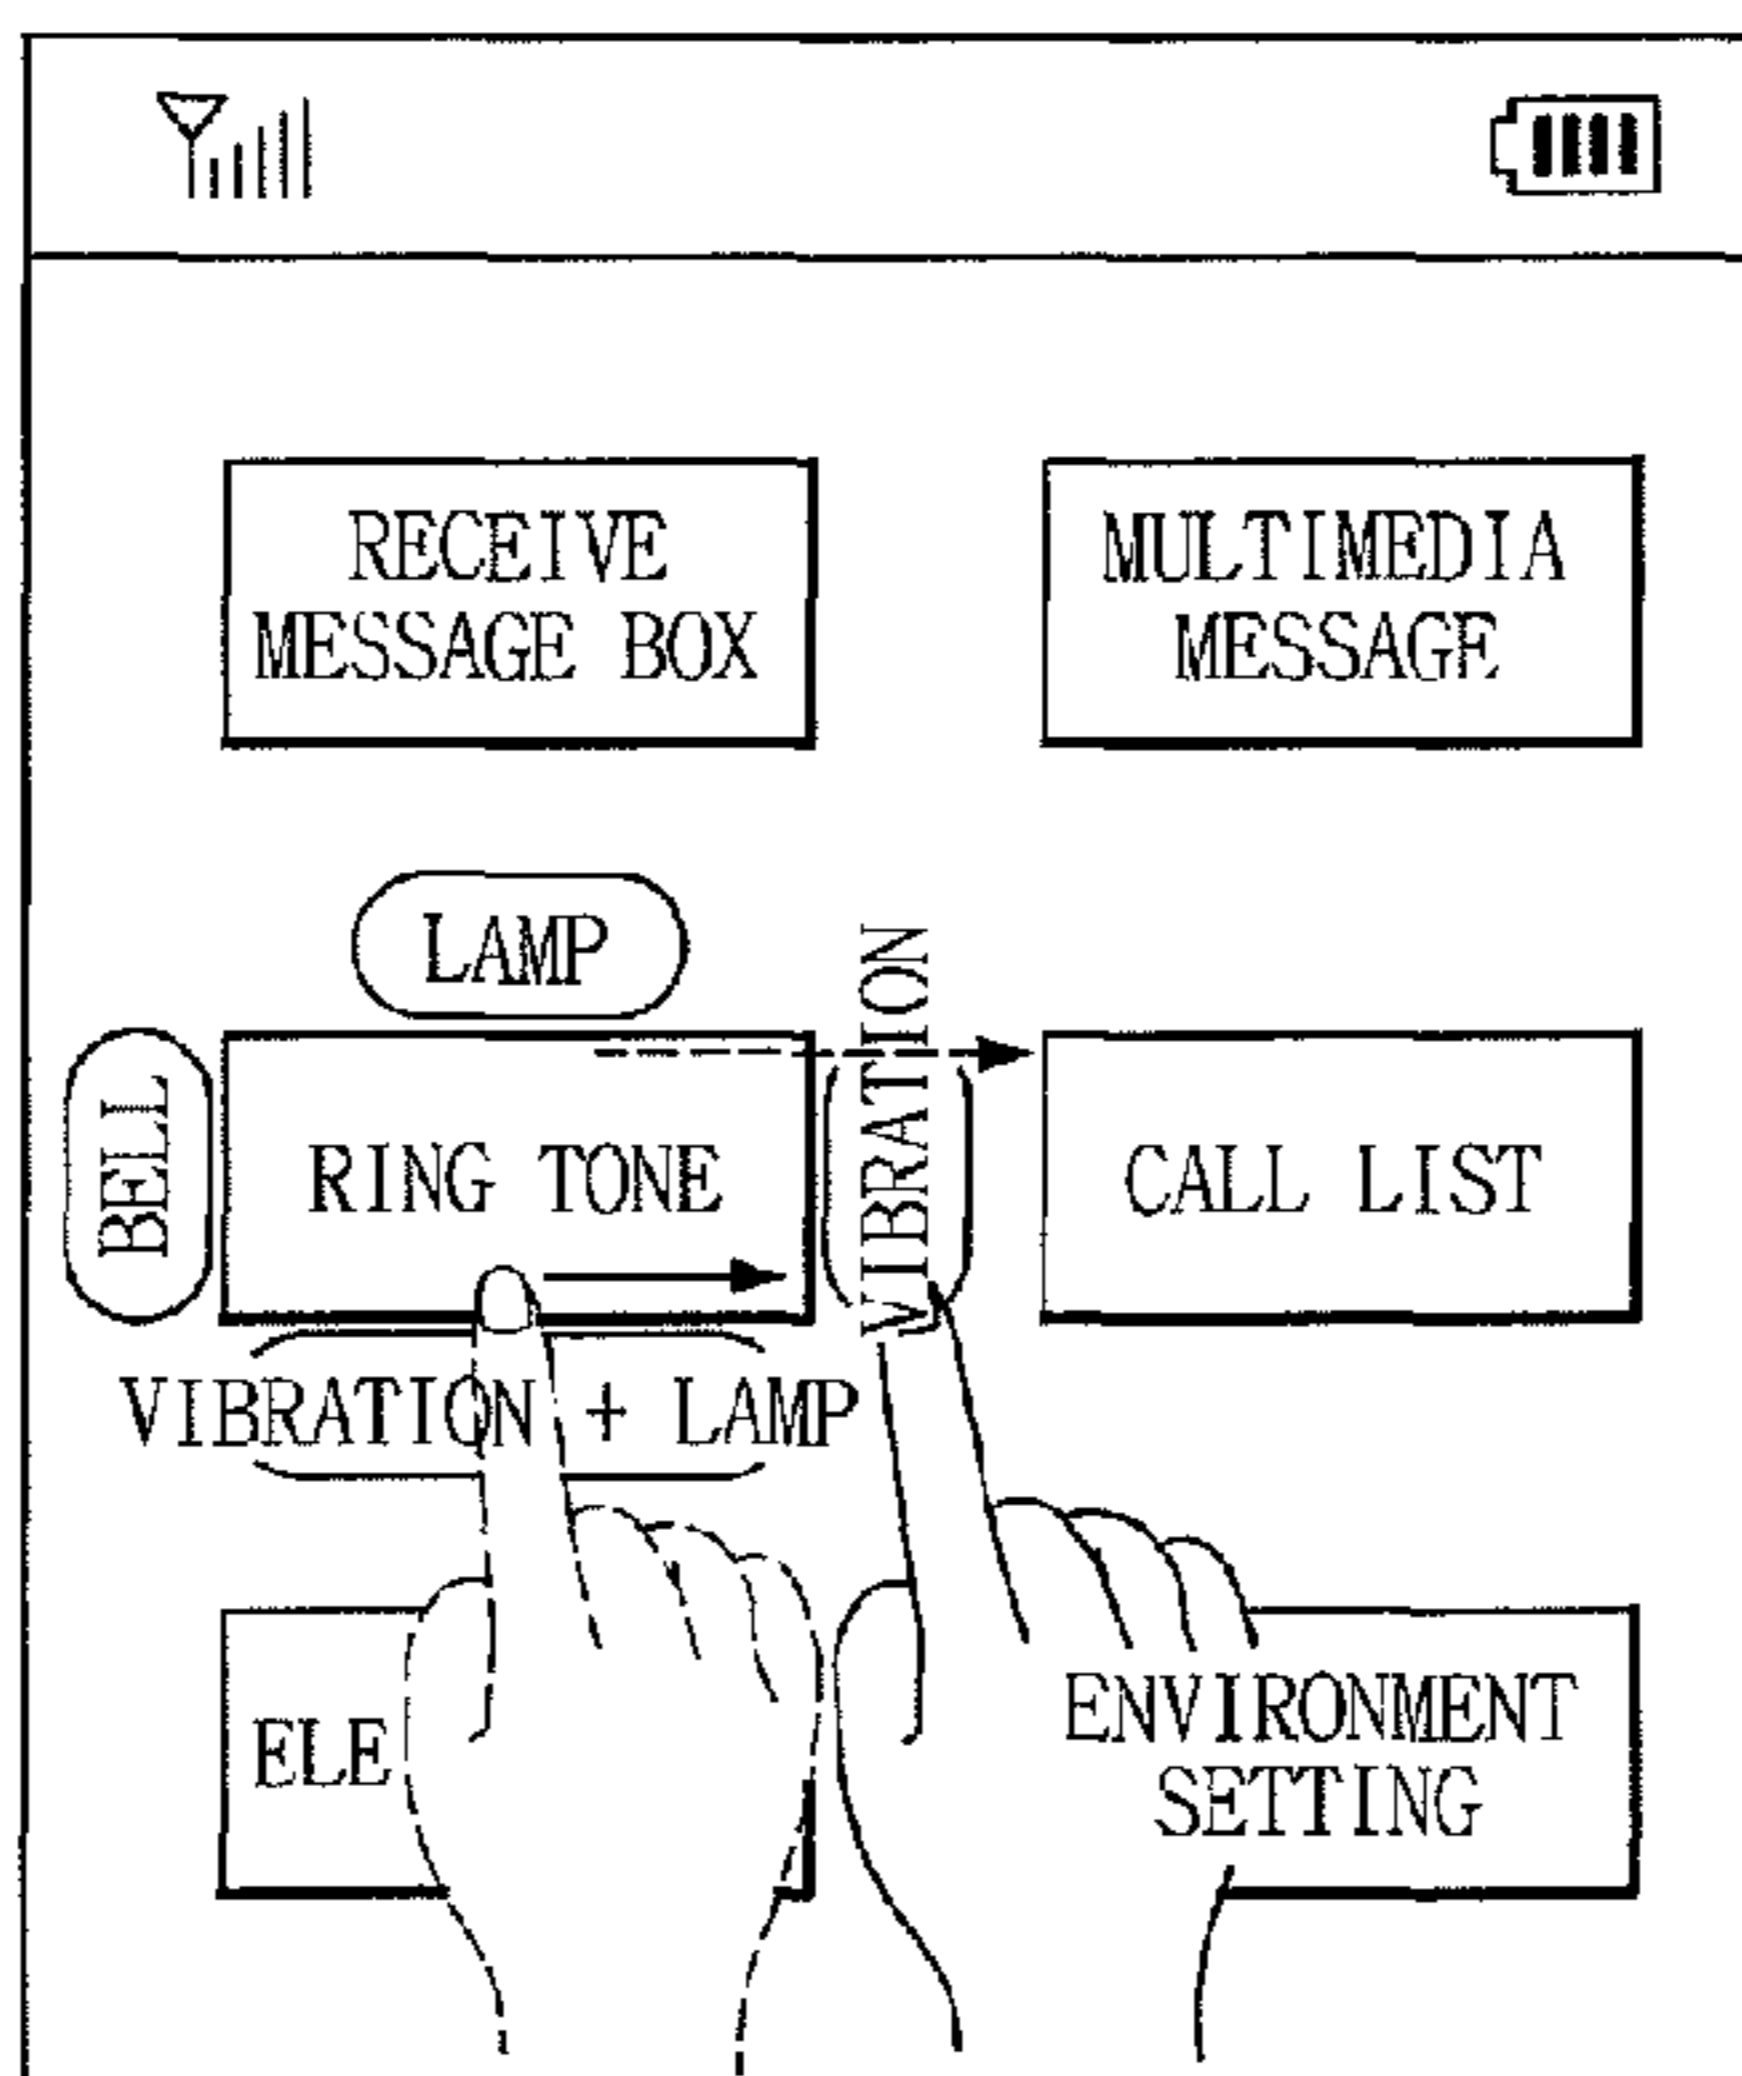 RECEIVE
MESSAGE BOX
MULTIMEDIA
MESSAGE
LAMP
BELL
RING TONE
VIBRATION
CALL LIST
VIBRATION + LAMP
ELE
ENVIRONMENT
SETTING